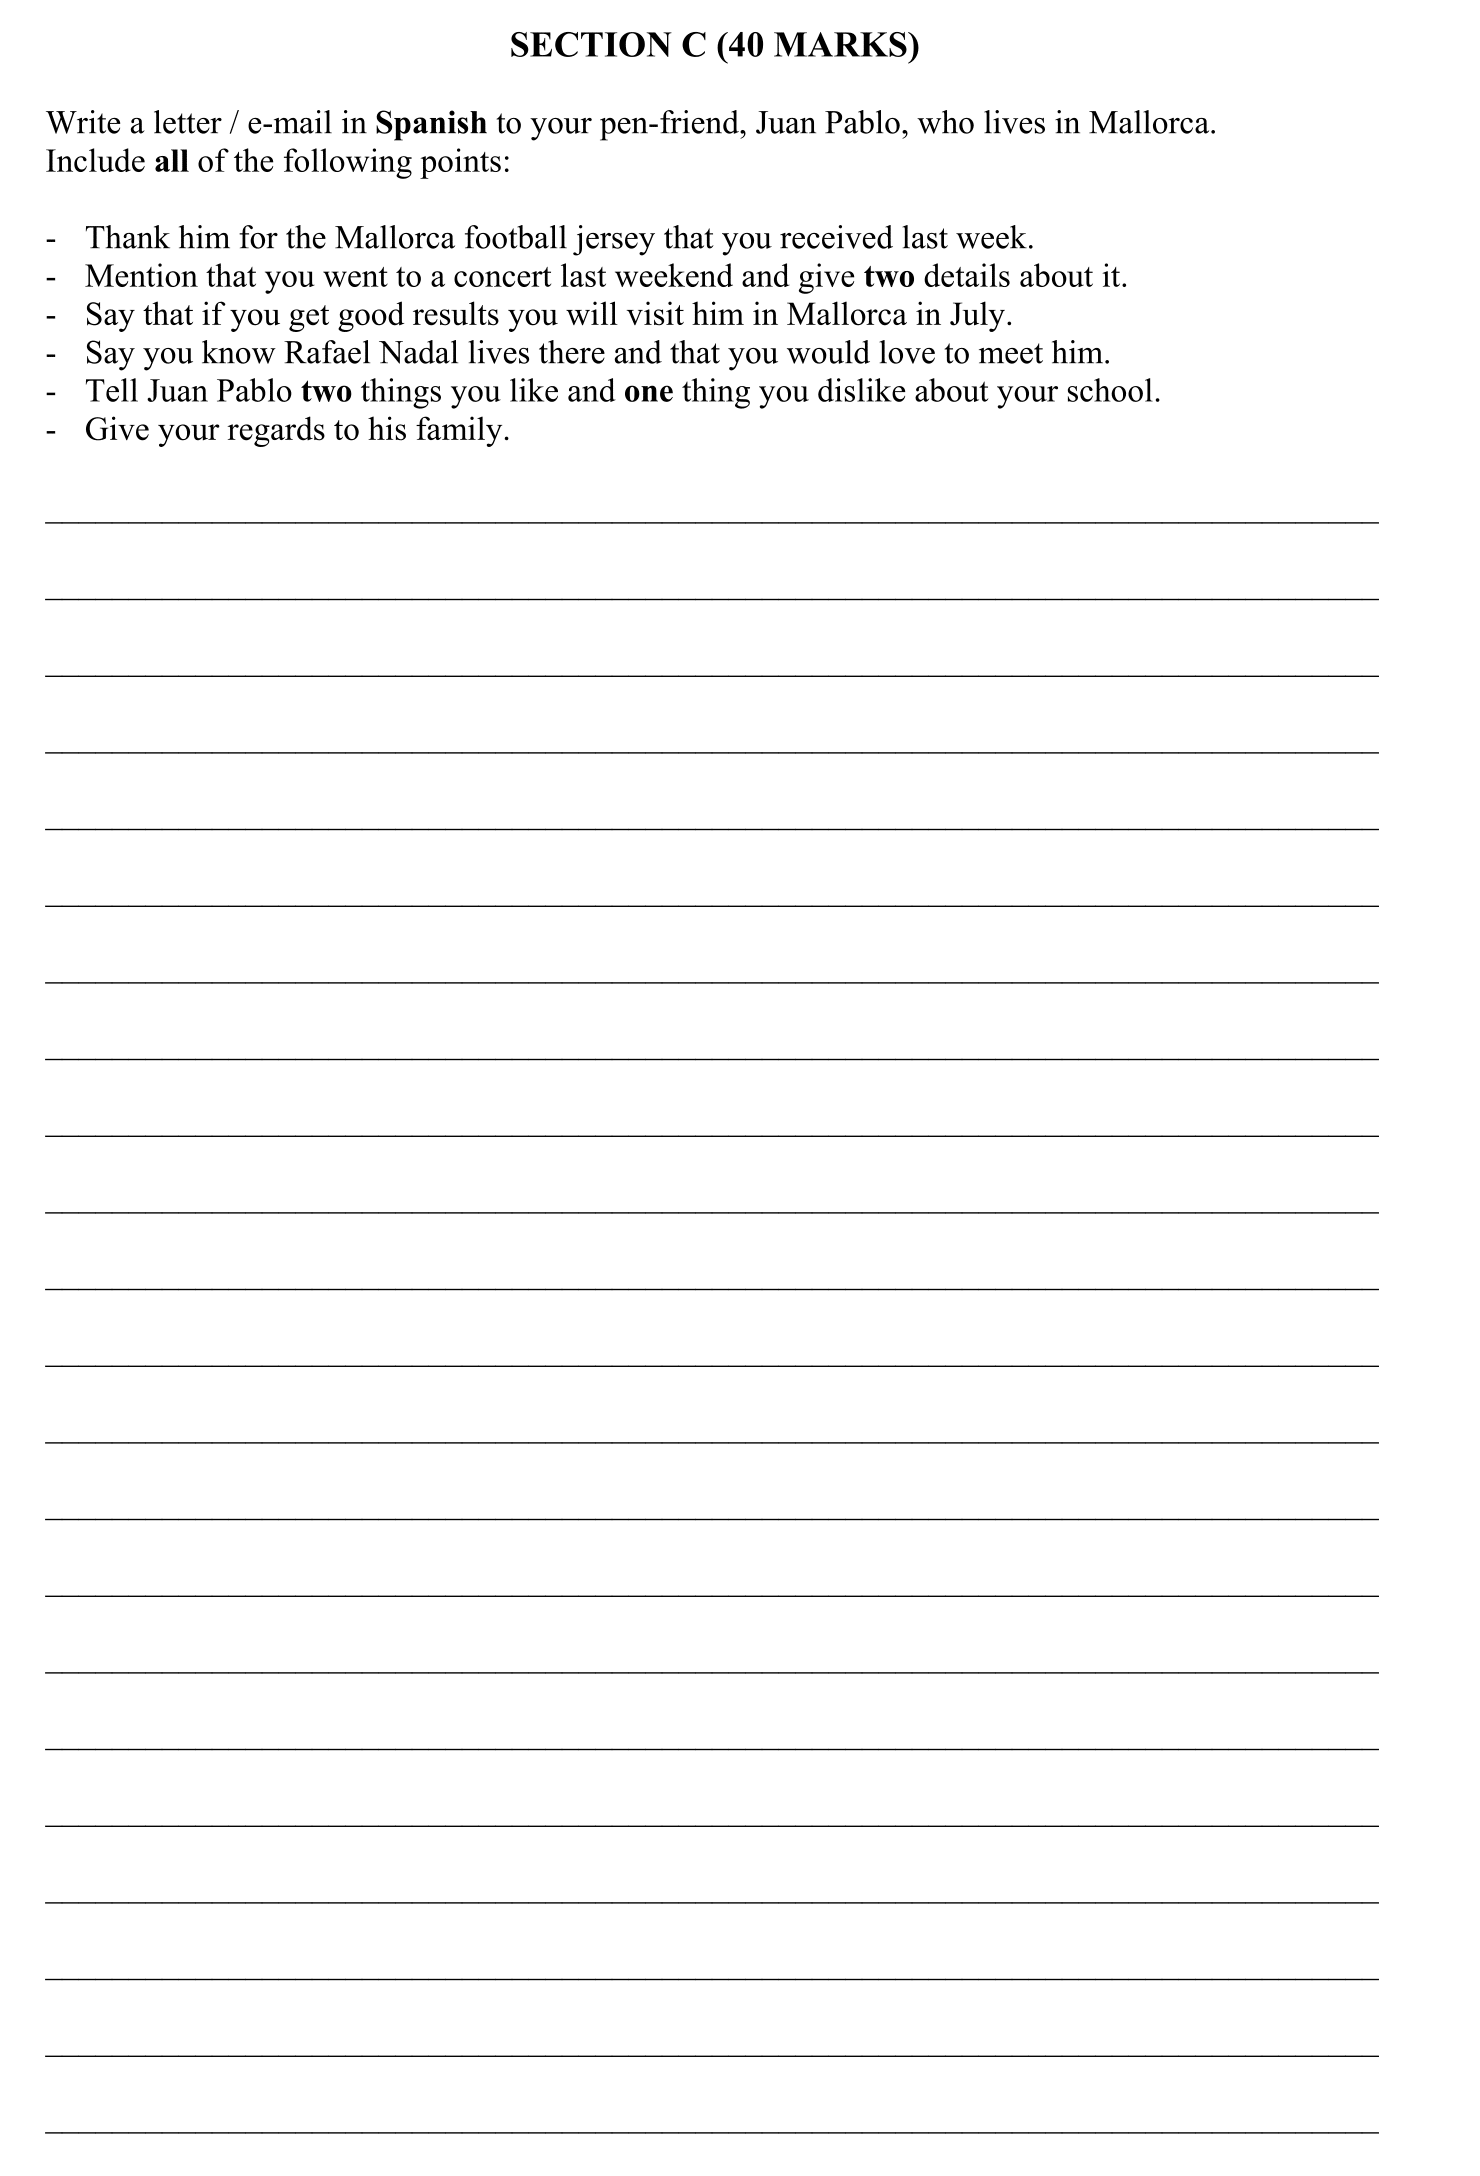 SECTION C (40 MARKS)
Write a letter / e-mail in Spanish to your pen-friend, Juan Pablo, who lives in Mallorca.
Include all of the following points:
- Thank him for the Mallorca football jersey that you received last week.
- Mention that you went to a concert last weekend and give two details about it.
- Say that if you get good results you will visit him in Mallorca in July.
- Say you know Rafael Nadal lives there and that you would love to meet him.
- Tell Juan Pablo two things you like and one thing you dislike about your school.
- Give your regards to his family.